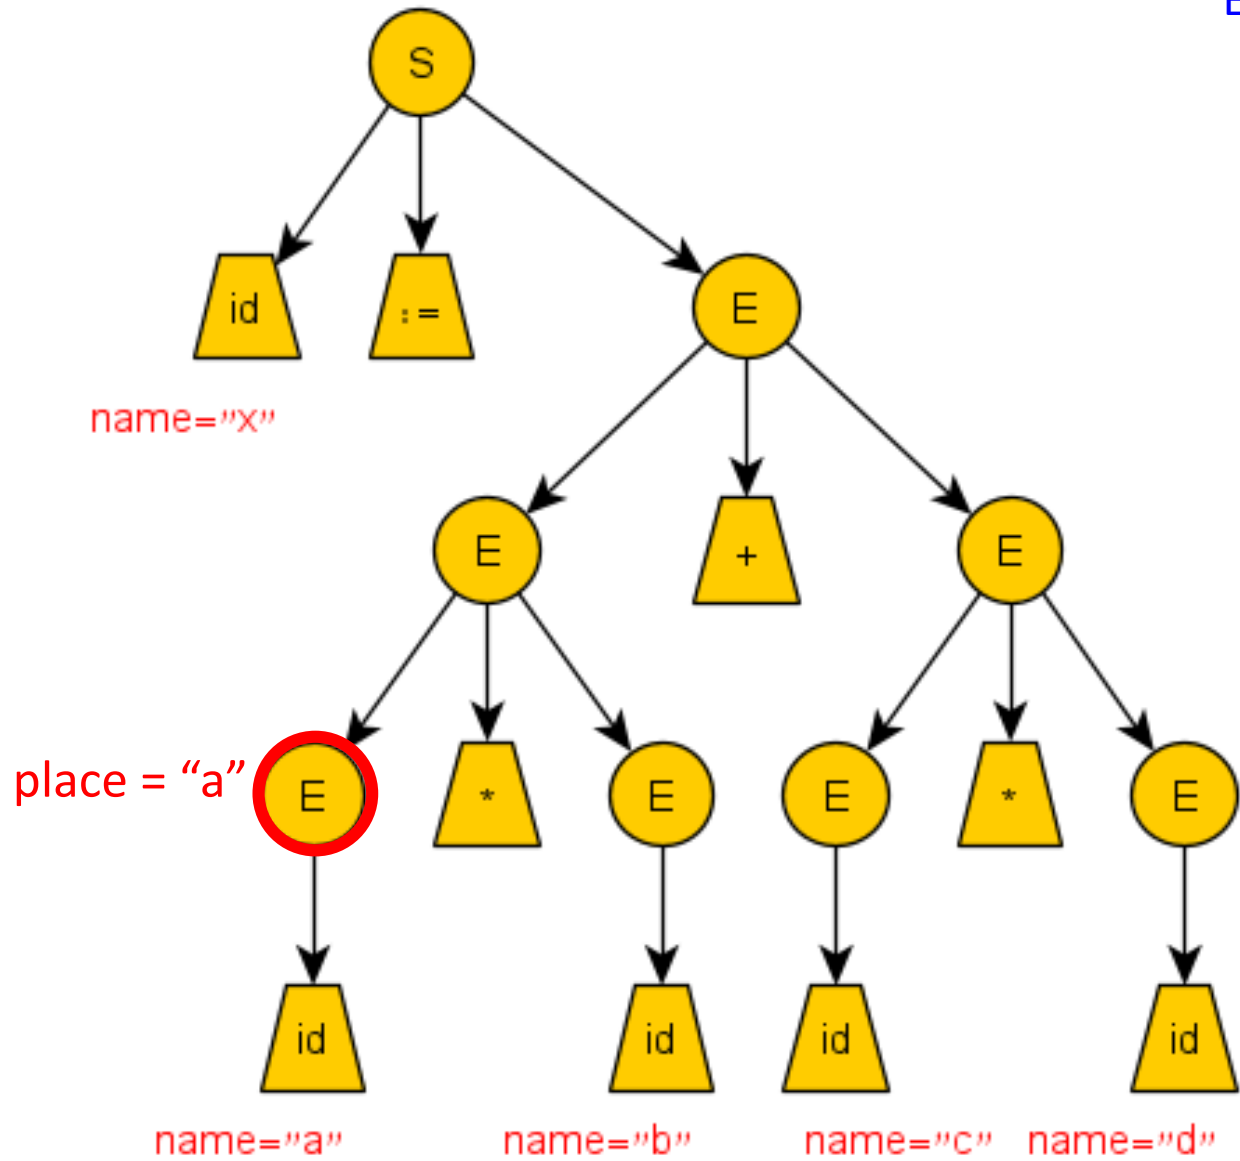 S
id
:=
E
name="x"
E
+
E
place = “a”
E
*
E
E
*
E
id
id
id
id
name="a"
name="b"
name="c"
name="d"